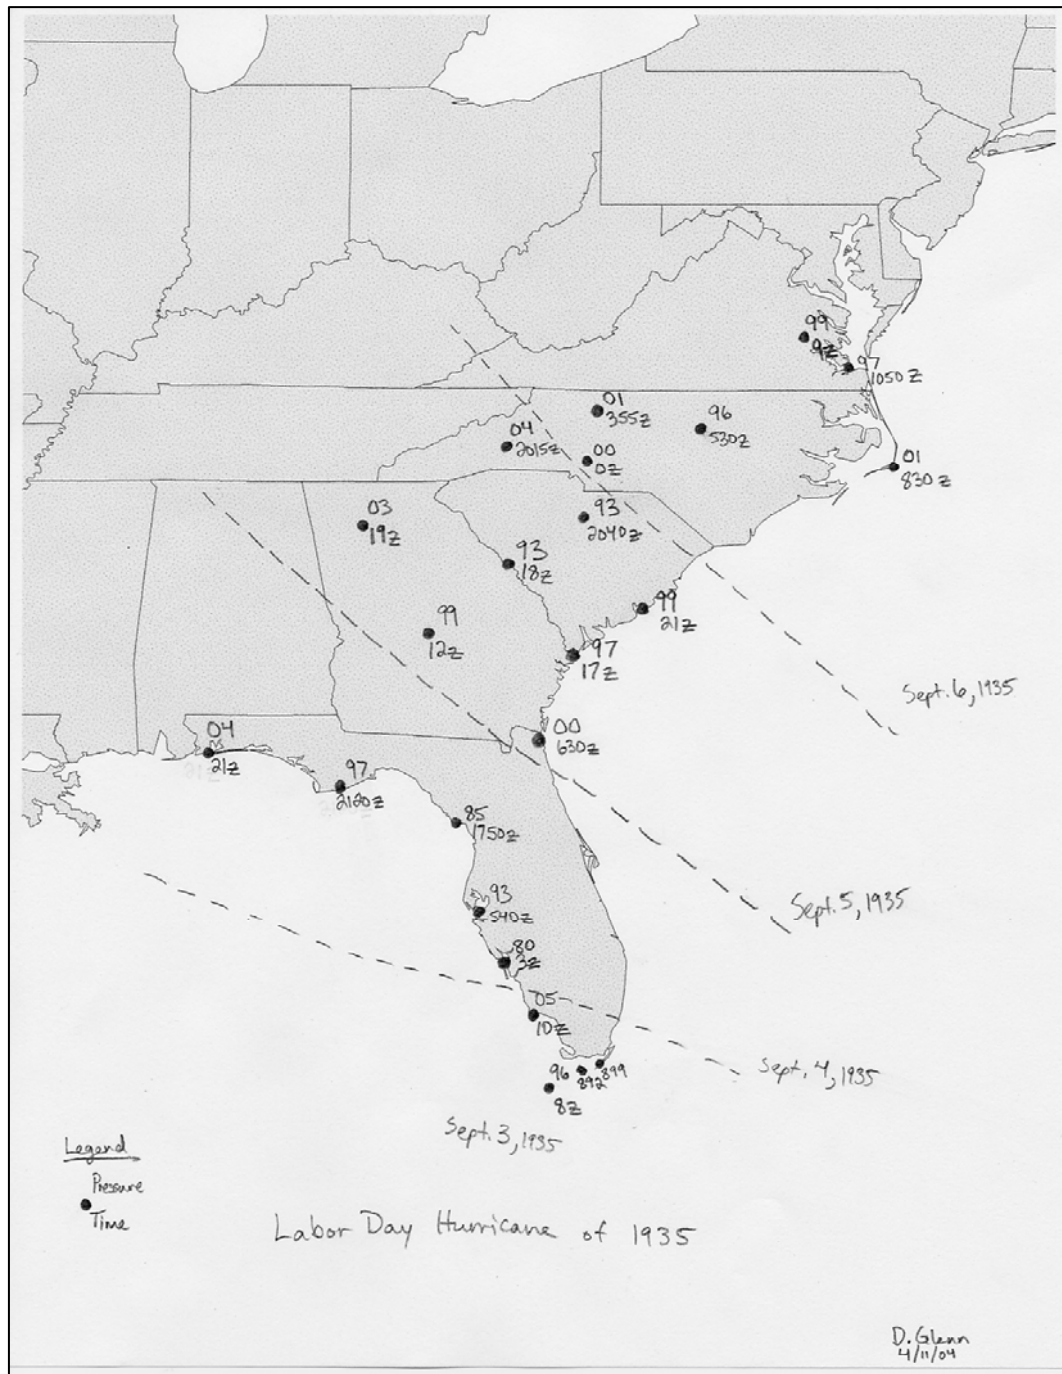 99
9Z
97
1050Z
01
355Z
96
530Z
04
2015Z
00
0Z
01
830Z
03
19Z
93
2040Z
93
18Z
99
21Z
99
12Z
97
17Z
Sept. 6, 1935
00
630Z
04
21Z
97
2120Z
85
1750Z
93
540Z
Sept. 5, 1935
80
3Z
05
10Z
96
8Z
892
899
Sept. 4, 1935
Sept. 3, 1935
Legend
Pressure
Time
Labor Day Hurricane of 1935
D. Glenn
4/11/04